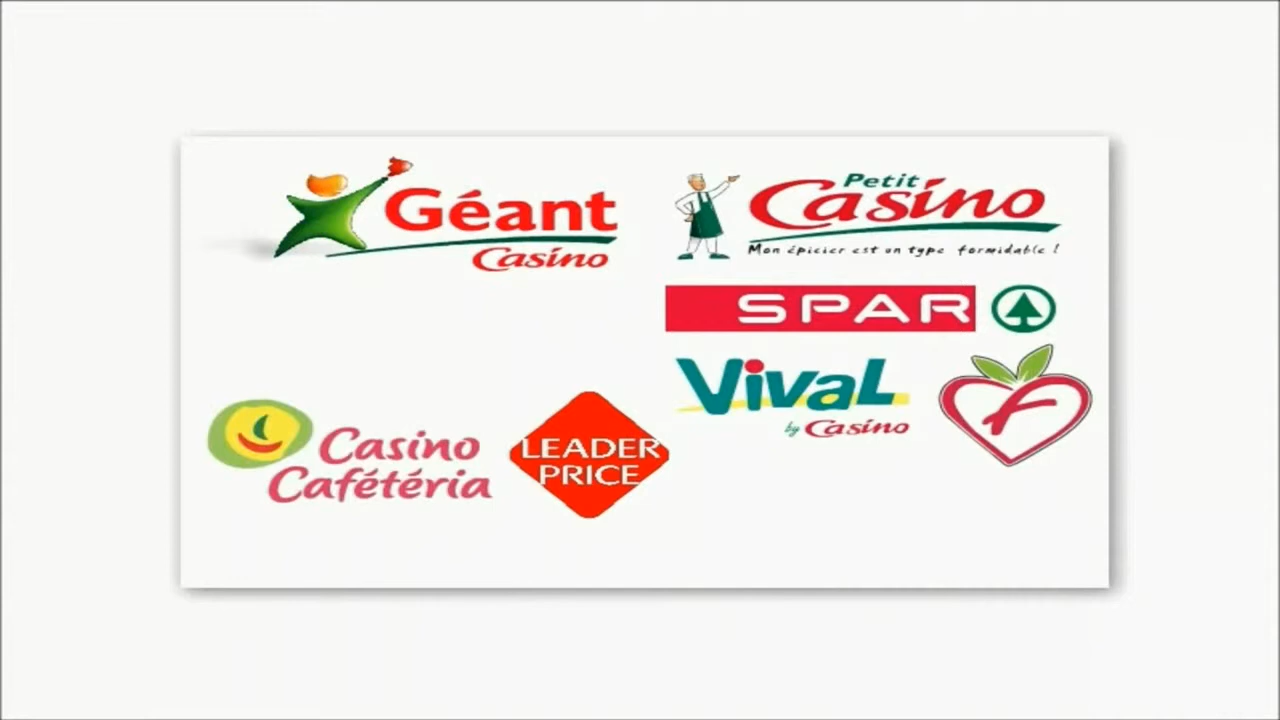 Géant
Casino
Petit
Casino
Mon épicier est un type formidable !
SPAR
Vival
by Casino
f
Casino
Cafétéria
LEADER
PRICE